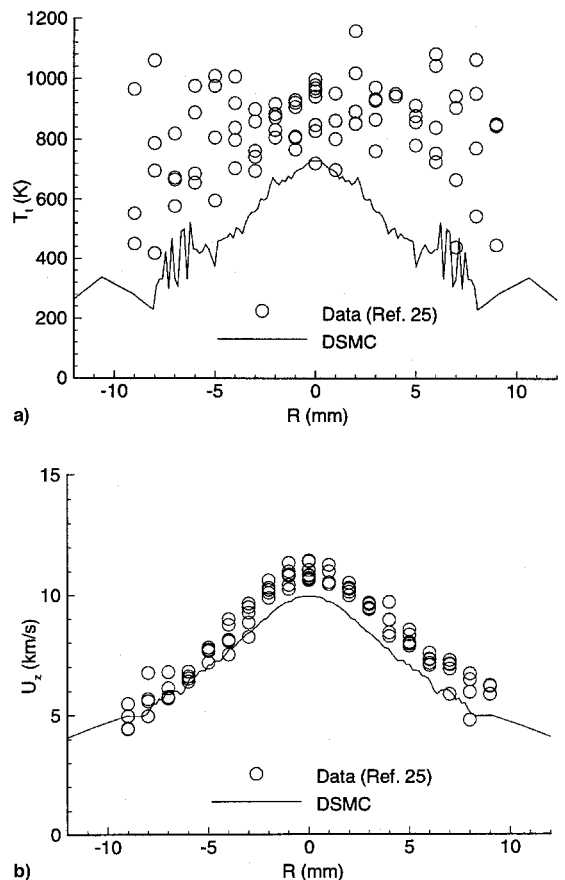 1200
1000
800
600
400
200
0
T_t (K)
Data (Ref. 25)
DSMC
-10 -5 0 5 10
R (mm)
a)
15
10
5
0
U_z (km/s)
Data (Ref. 25)
DSMC
-10 -5 0 5 10
R (mm)
b)